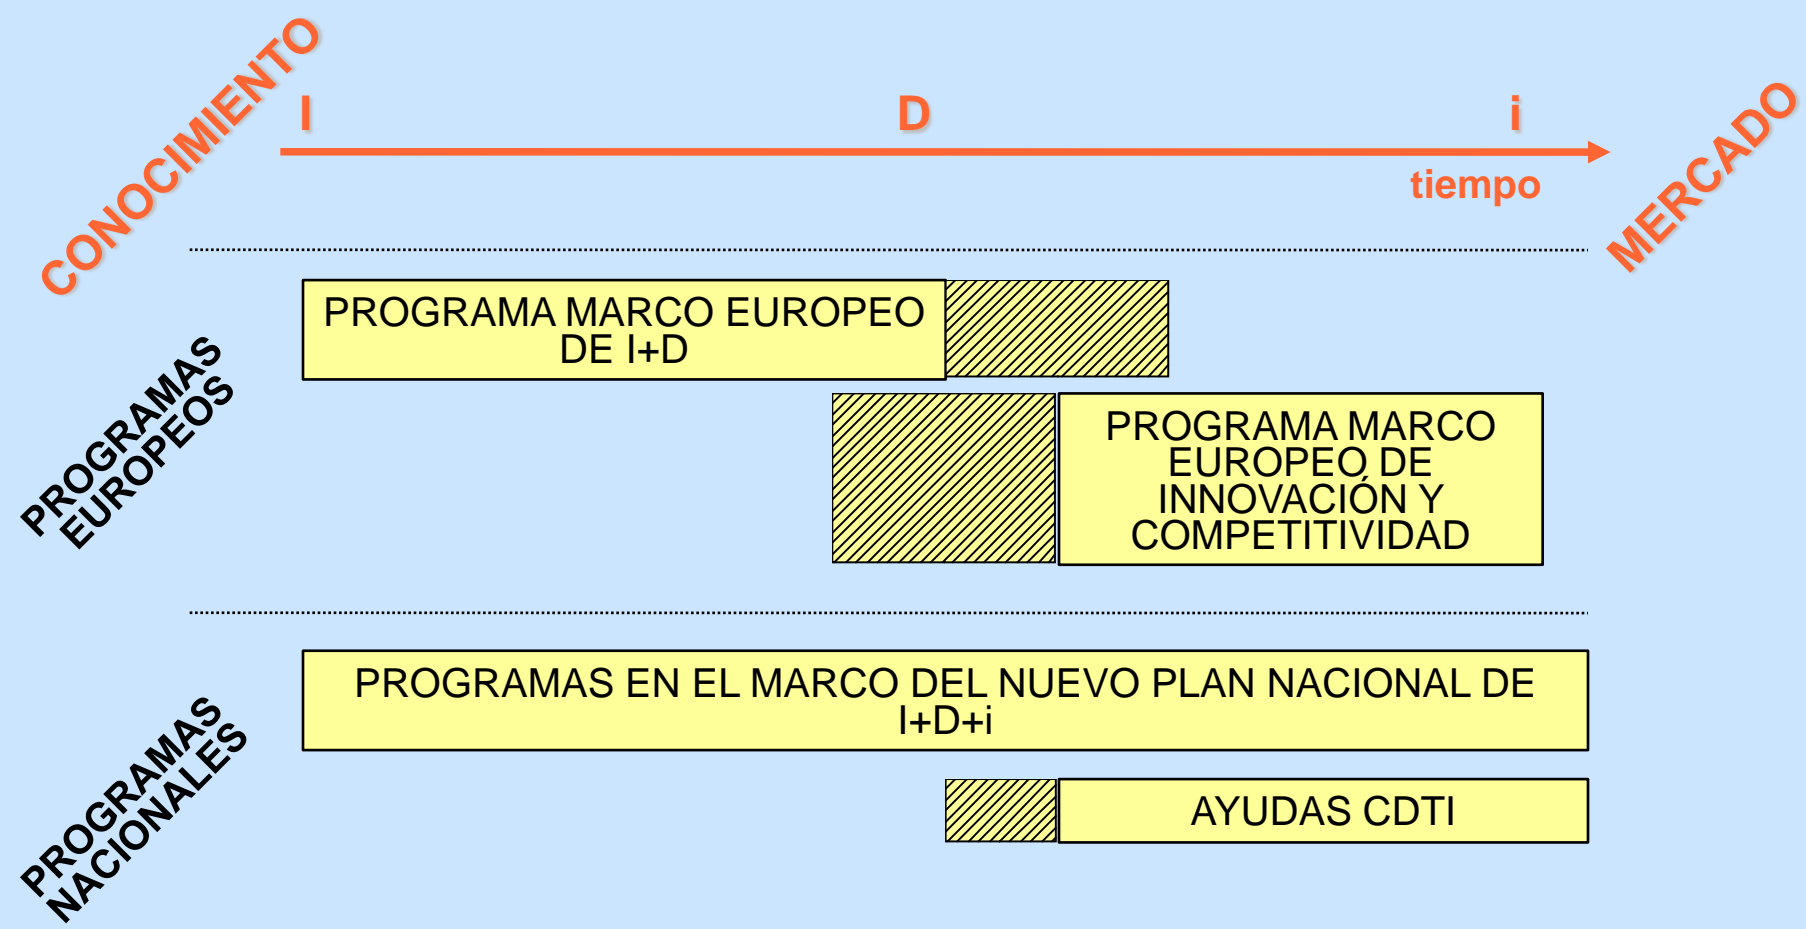 CONOCIMIENTO
I
D
i
tiempo
MERCADO
PROGRAMAS
EUROPEOS
PROGRAMA MARCO EUROPEO
DE I+D
PROGRAMA MARCO
EUROPEO DE
INNOVACIÓN Y
COMPETITIVIDAD
PROGRAMAS
NACIONALES
PROGRAMAS EN EL MARCO DEL NUEVO PLAN NACIONAL DE
I+D+i
AYUDAS CDTI